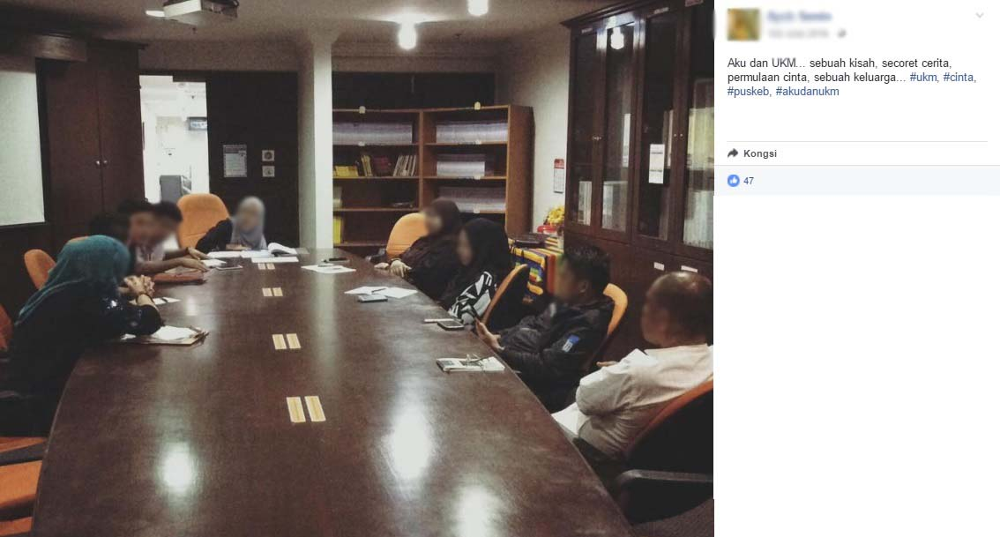 Aku dan UKM... sebuah kisah, secoret cerita,
permulaan cinta, sebuah keluarga... #ukm, #cinta,
#puskeb, #akudanukm
Kongsi
47